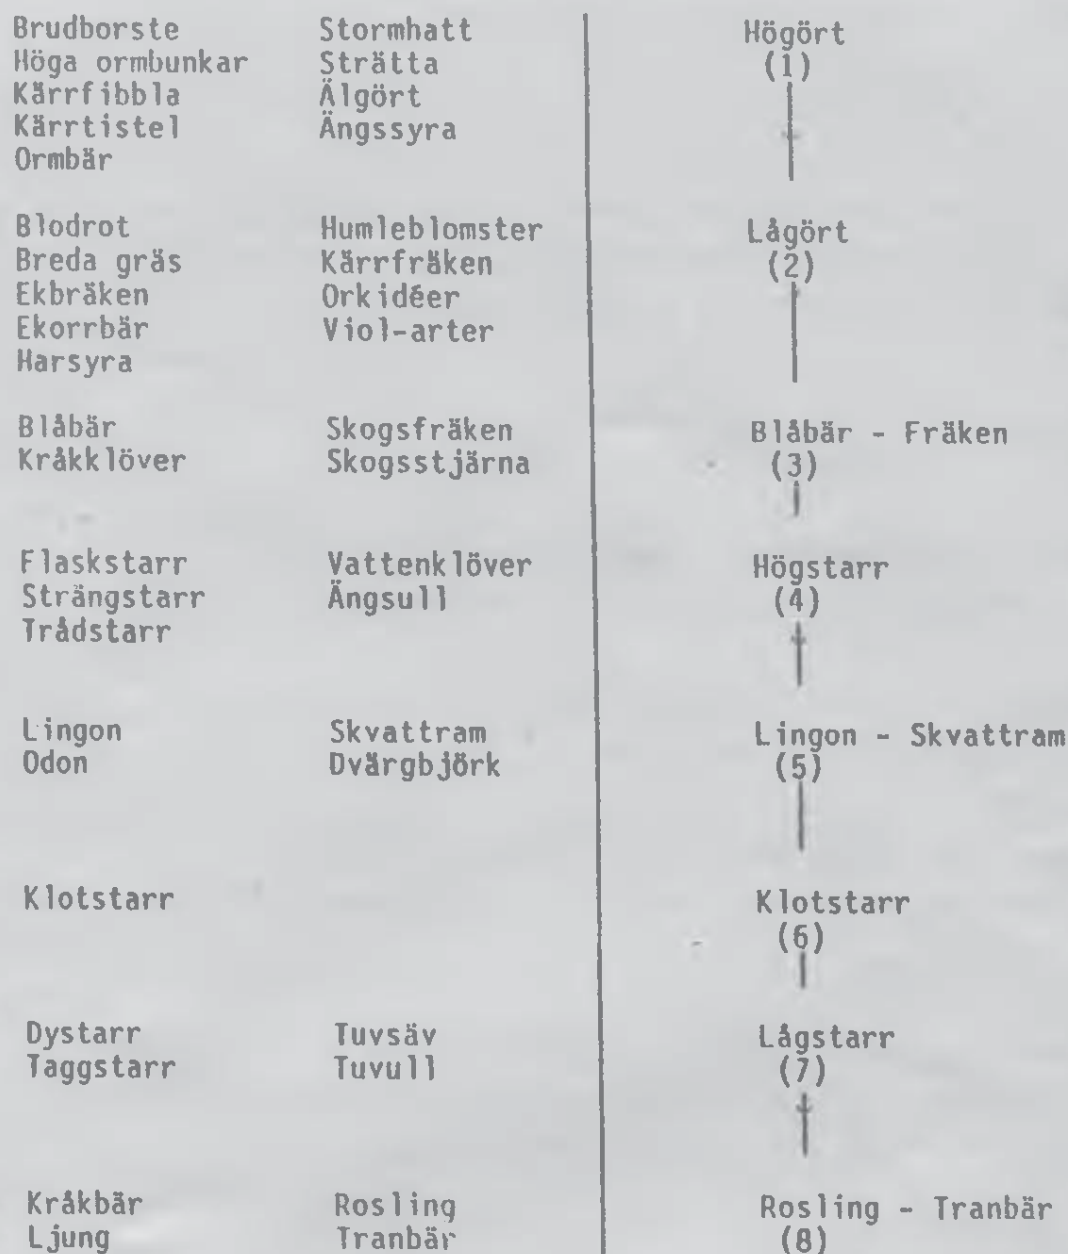 Brudborste Stormhatt Högört
Höga ormbunkar Strätta (1)
Kärrfibbla Älgört
Kärrtistel Ängssyra
Ormbär
Blodrot Humleblomster Lågört
Breda gräs Kärrfräken (2)
Ekbräken Orkidéer
Ekorrbär Viol-arter
Harsyra
Blåbär Skogsfräken Blåbär - Fräken
Kråkklöver Skogsstjärna (3)
Flaskstarr Vattenklöver Högstarr
Strängstarr Ängsull (4)
Trådstarr
Lingon Skvattram Lingon - Skvattram
Odon Dvärgbjörk (5)
Klotstarr Klotstarr
(6)
Dystarr Tuvsäv Lågstarr
Taggstarr Tuvull (7)
Kråkbär Rosling Rosling - Tranbär
Ljung Tranbär (8)